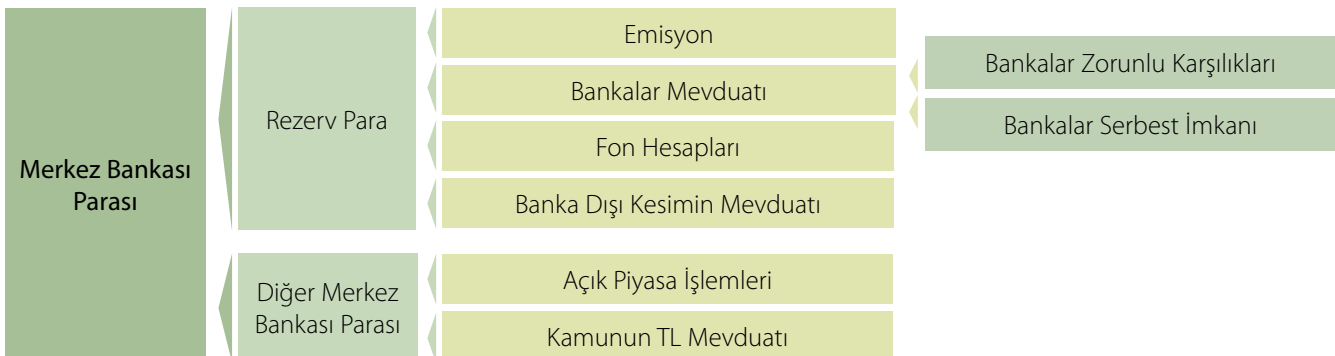 Merkez Bankası
Parası
Rezerv Para
Emisyon
Bankalar Mevduatı
Bankalar Zorunlu Karşılıkları
Bankalar Serbest İmkanı
Fon Hesapları
Banka Dışı Kesimin Mevduatı
Diğer Merkez
Bankası Parası
Açık Piyasa İşlemleri
Kamunun TL Mevduatı